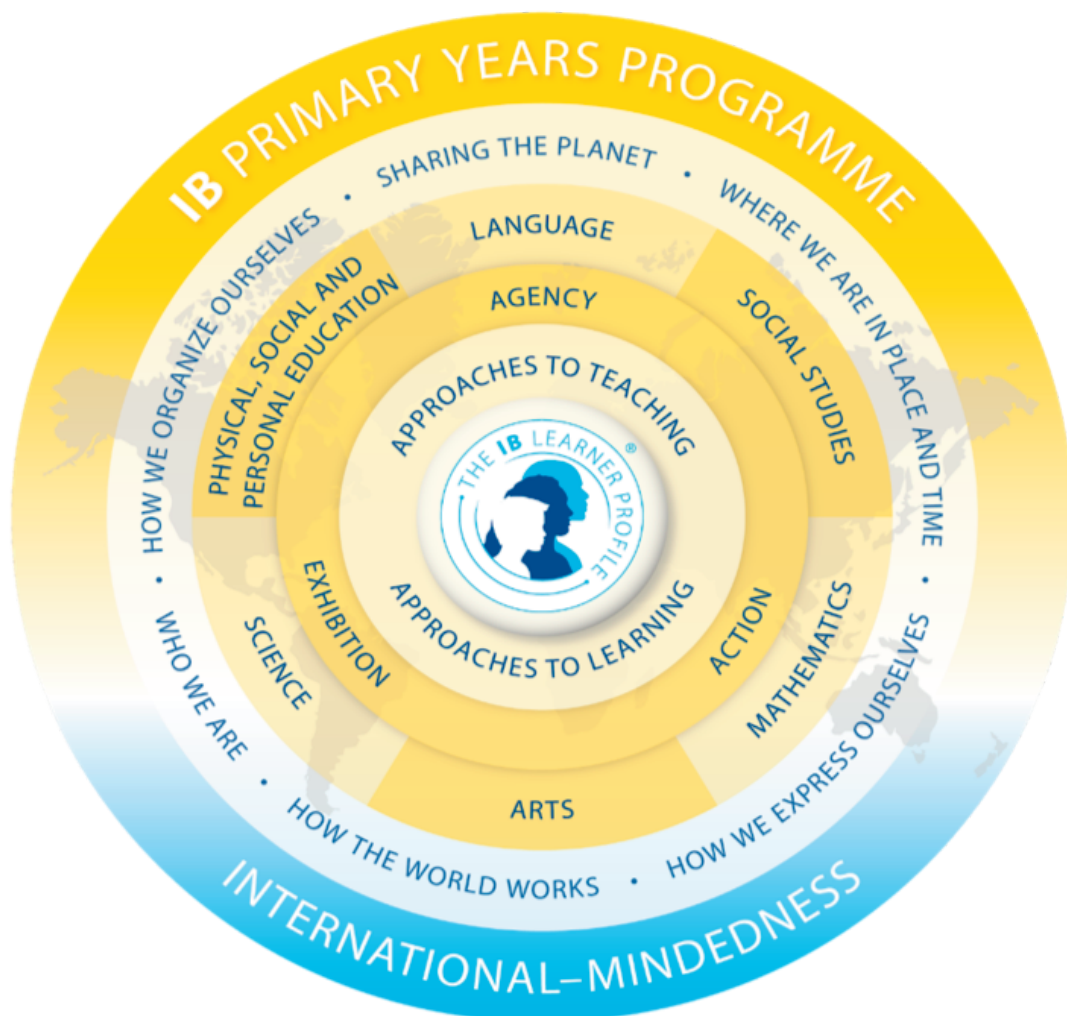 IB PRIMARY YEARS PROGRAMME
SHARING THE PLANET
•
WHERE WE ARE IN PLACE AND TIME
•
HOW WE EXPRESS OURSELVES
•
HOW THE WORLD WORKS
•
WHO WE ARE
•
HOW WE ORGANIZE OURSELVES
•
LANGUAGE
SOCIAL STUDIES
MATHEMATICS
ARTS
SCIENCE
PHYSICAL, SOCIAL AND
PERSONAL EDUCATION
AGENCY
ACTION
EXHIBITION
APPROACHES TO TEACHING
APPROACHES TO LEARNING
THE IB LEARNER PROFILE
®
INTERNATIONAL–MINDEDNESS